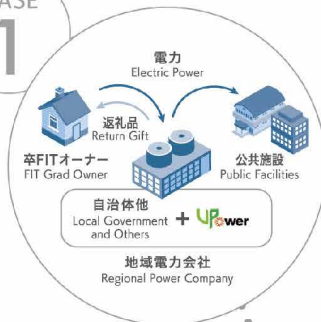 CASE
1
電力
Electric Power
返礼品
Return Gift
卒FITオーナー
FIT Grad Owner
公共施設
Public Facilities
自治体他
Local Government
and Others
+ UPower
地域電力会社
Regional Power Company